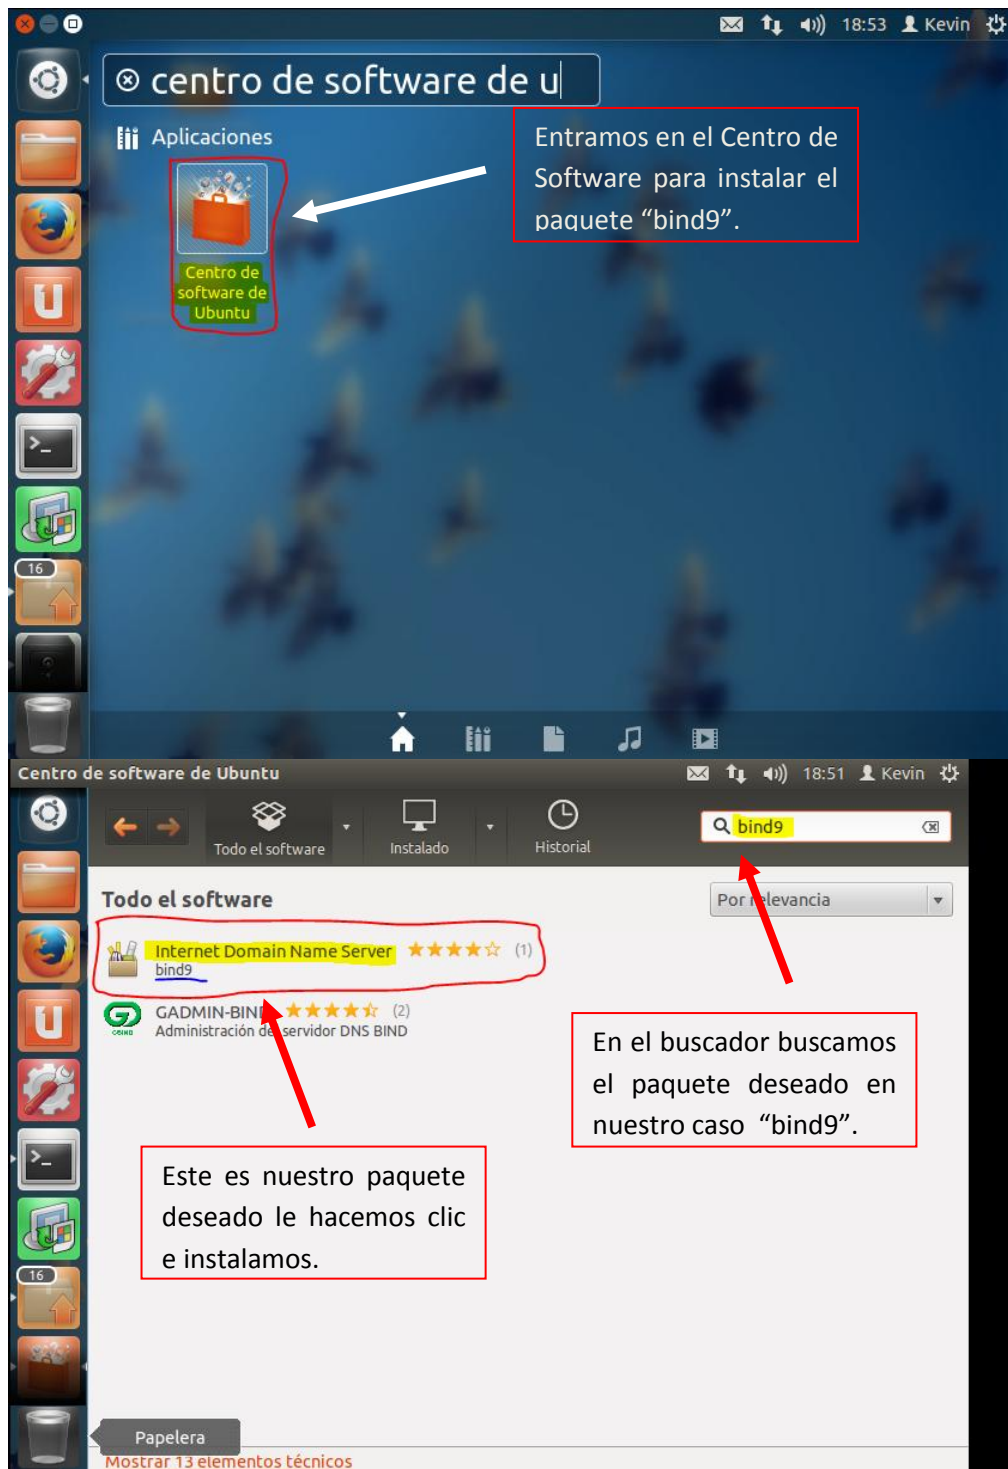 18:53 Kevin
centro de software de u
Aplicaciones
Entramos en el Centro de
Software para instalar el
paquete “bind9”.
Centro de
software de
Ubuntu
16
Centro de software de Ubuntu
18:51 Kevin
Todo el software
Instalado
Historial
bind9
Todo el software
Por relevancia
Internet Domain Name Server (1)
bind9
GADMIN-BIND (2)
Administración de servidor DNS BIND
En el buscador buscamos
el paquete deseado en
nuestro caso “bind9”.
Este es nuestro paquete
deseado le hacemos clic
e instalamos.
16
Papelera
Mostrar 13 elementos técnicos